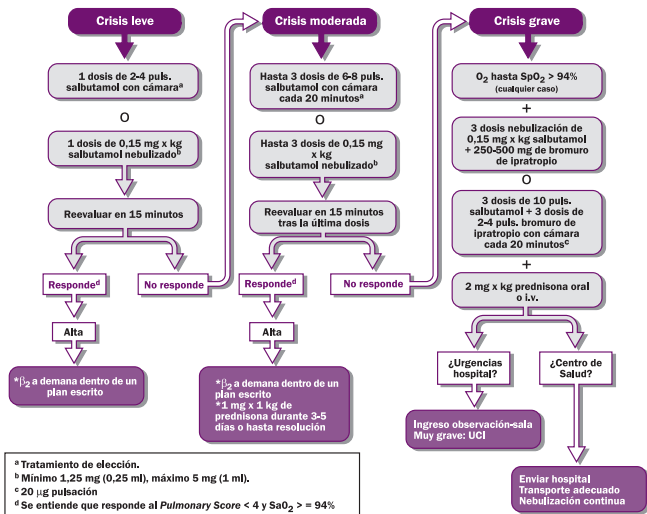 Crisis leve
1 dosis de 2-4 puls.
salbutamol con cámaraᵃ
O
1 dosis de 0,15 mg x kg
salbutamol nebulizadoᵇ
Reevaluar en 15 minutos
Respondeᵈ
No responde
Alta
*β₂ a demana dentro de un
plan escrito
Crisis moderada
Hasta 3 dosis de 6-8 puls.
salbutamol con cámara
cada 20 minutosᵃ
O
Hasta 3 dosis de 0,15 mg
x kg
salbutamol nebulizadoᵇ
Reevaluar en 15 minutos
tras la última dosis
Respondeᵈ
No responde
Alta
*β₂ a demana dentro de un
plan escrito
*1 mg x 1 kg de
prednisona durante 3-5
días o hasta resolución
Crisis grave
O₂ hasta SpO₂ > 94%
(cualquier caso)
+
3 dosis nebulización de
0,15 mg x kg salbutamol
+ 250-500 mg de bromuro
de ipratropio
O
3 dosis de 10 puls.
salbutamol + 3 dosis de
2-4 puls. bromuro de
ipratropio con cámara
cada 20 minutosᶜ
+
2 mg x kg prednisona oral
o i.v.
¿Urgencias
hospital?
Ingreso observación-sala
Muy grave: UCI
¿Centro de
Salud?
Enviar hospital
Transporte adecuado
Nebulización continua
ᵃ Tratamiento de elección.
ᵇ Mínimo 1,25 mg (0,25 ml), máximo 5 mg (1 ml).
ᶜ 20 µg pulsación
ᵈ Se entiende que responde al Pulmonary Score < 4 y Sa0₂ > = 94%